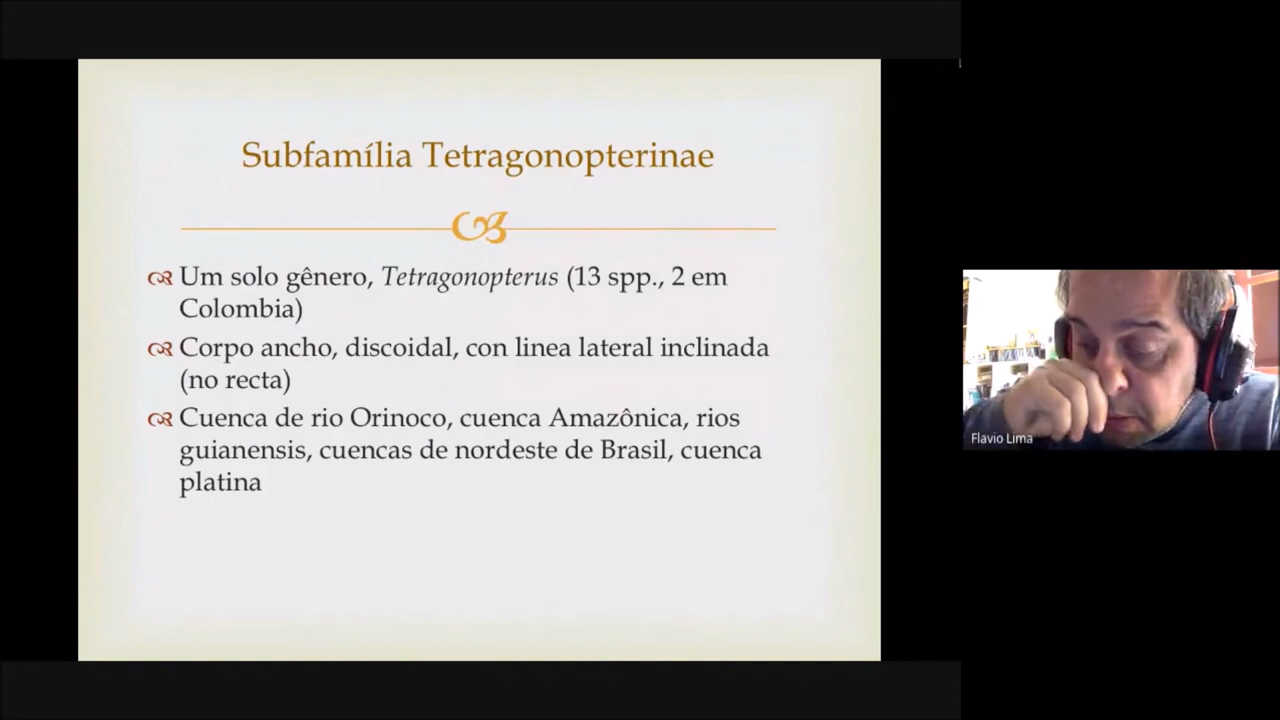 Subfamília Tetragonopterinae
Um solo gênero, Tetragonopterus (13 spp., 2 em
Colombia)
Corpo ancho, discoidal, con linea lateral inclinada
(no recta)
Cuenca de rio Orinoco, cuenca Amazônica, rios
guianensis, cuencas de nordeste de Brasil, cuenca
platina
Flavio Lima